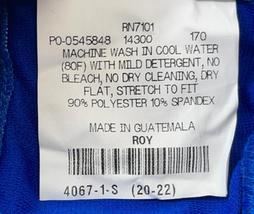 RN7101
PO-0545848 14300 170
MACHINE WASH IN COOL WATER
(80F) WITH MILD DETERGENT, NO
BLEACH, NO DRY CLEANING, DRY
FLAT, STRETCH TO FIT
90% POLYESTER 10% SPANDEX
MADE IN GUATEMALA
ROY
4067-1-S (20-22)